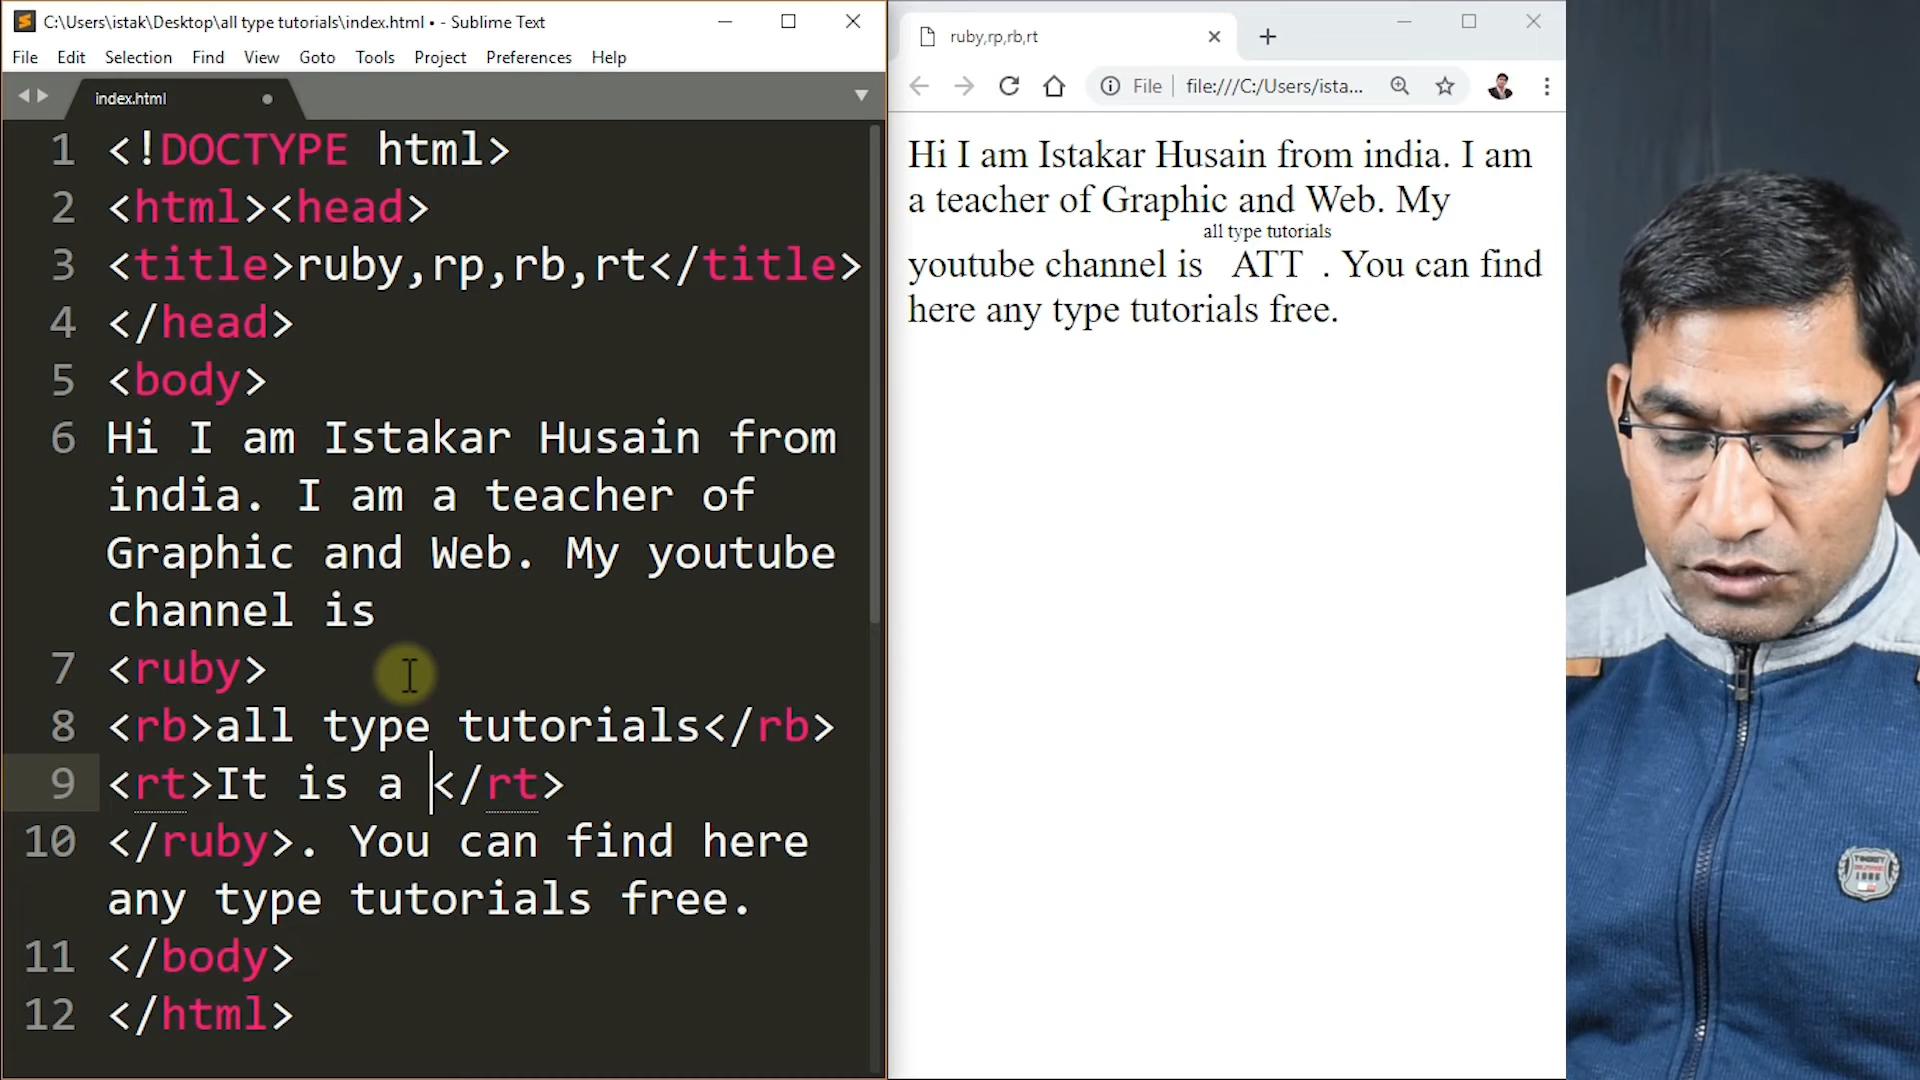 C:\Users\istak\Desktop\all type tutorials\index.html • - Sublime Text
File Edit Selection Find View Goto Tools Project Preferences Help
index.html
1 <!DOCTYPE html>
2 <html><head>
3 <title>ruby,rp,rb,rt</title>
4 </head>
5 <body>
6 Hi I am Istakar Husain from
india. I am a teacher of
Graphic and Web. My youtube
channel is
7 <ruby>
8 <rb>all type tutorials</rb>
9 <rt>It is a </rt>
10 </ruby>. You can find here
any type tutorials free.
11 </body>
12 </html>
ruby,rp,rb,rt
File file:///C:/Users/ista...
Hi I am Istakar Husain from india. I am
a teacher of Graphic and Web. My
all type tutorials
youtube channel is ATT . You can find
here any type tutorials free.